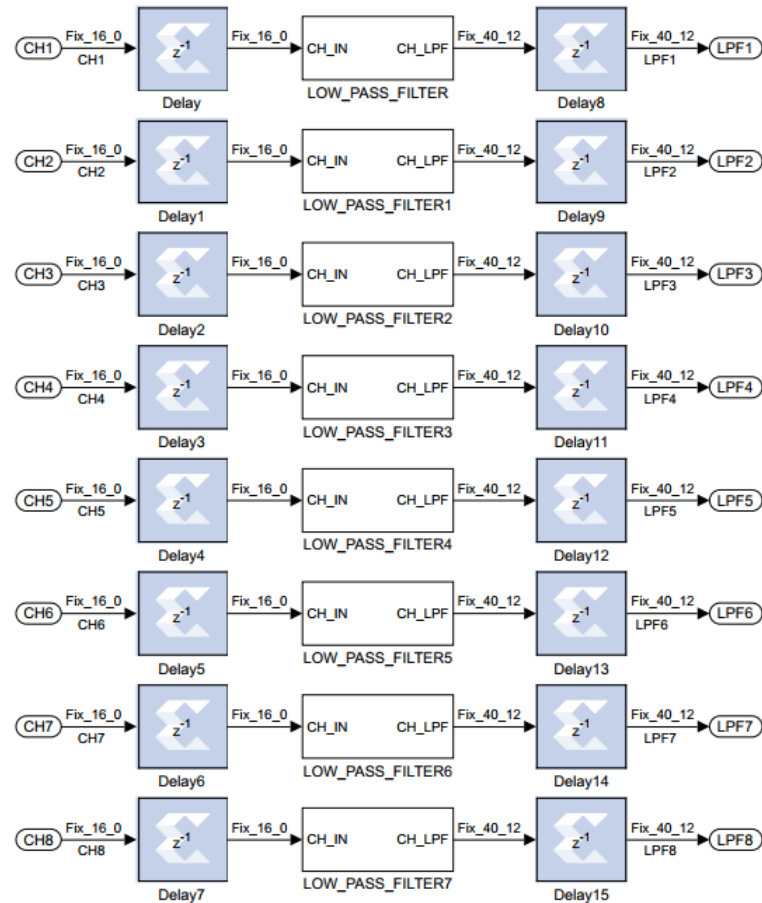 Fix_16_0 Fix_16_0 Fix_40_12 Fix_40_12
CH1 z-1 CH_IN CH_LPF z-1 LPF1
CH1 LPF1
Delay LOW_PASS_FILTER Delay8
Fix_16_0 Fix_16_0 Fix_40_12 Fix_40_12
CH2 z-1 CH_IN CH_LPF z-1 LPF2
CH2 LPF2
Delay1 LOW_PASS_FILTER1 Delay9
Fix_16_0 Fix_16_0 Fix_40_12 Fix_40_12
CH3 z-1 CH_IN CH_LPF z-1 LPF3
CH3 LPF3
Delay2 LOW_PASS_FILTER2 Delay10
Fix_16_0 Fix_16_0 Fix_40_12 Fix_40_12
CH4 z-1 CH_IN CH_LPF z-1 LPF4
CH4 LPF4
Delay3 LOW_PASS_FILTER3 Delay11
Fix_16_0 Fix_16_0 Fix_40_12 Fix_40_12
CH5 z-1 CH_IN CH_LPF z-1 LPF5
CH5 LPF5
Delay4 LOW_PASS_FILTER4 Delay12
Fix_16_0 Fix_16_0 Fix_40_12 Fix_40_12
CH6 z-1 CH_IN CH_LPF z-1 LPF6
CH6 LPF6
Delay5 LOW_PASS_FILTER5 Delay13
Fix_16_0 Fix_16_0 Fix_40_12 Fix_40_12
CH7 z-1 CH_IN CH_LPF z-1 LPF7
CH7 LPF7
Delay6 LOW_PASS_FILTER6 Delay14
Fix_16_0 Fix_16_0 Fix_40_12 Fix_40_12
CH8 z-1 CH_IN CH_LPF z-1 LPF8
CH8 LPF8
Delay7 LOW_PASS_FILTER7 Delay15